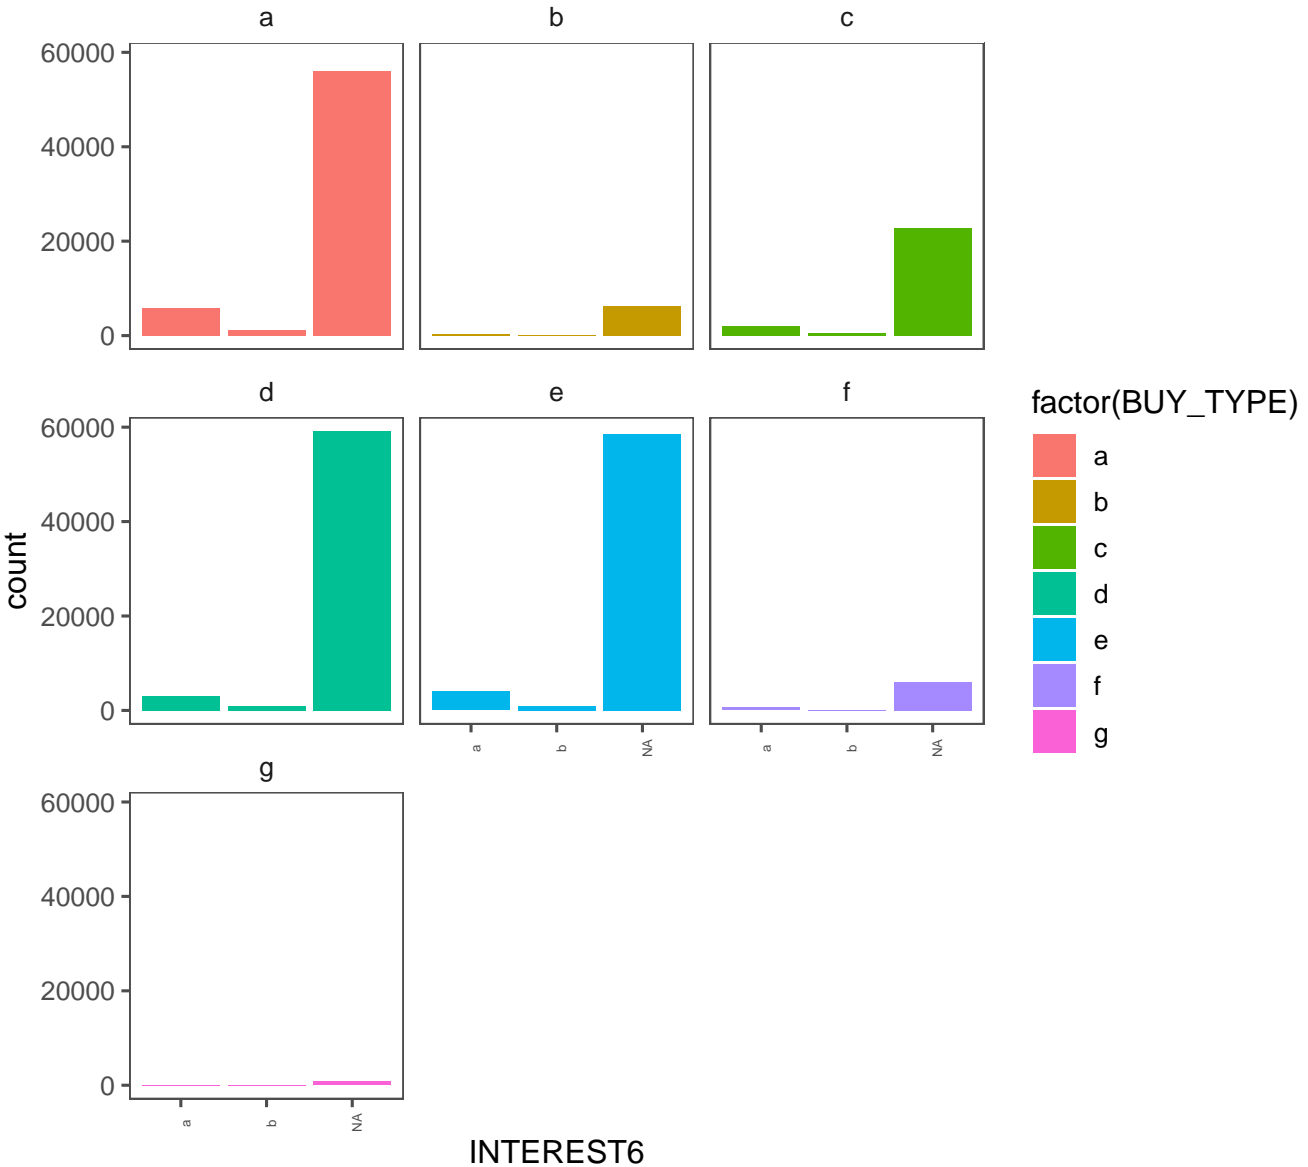 a b c
60000
40000
20000
0
d e f
60000
40000
20000
0
a b NA a b NA
g
60000
40000
20000
0
a b NA
count
INTEREST6
factor(BUY_TYPE)
a
b
c
d
e
f
g